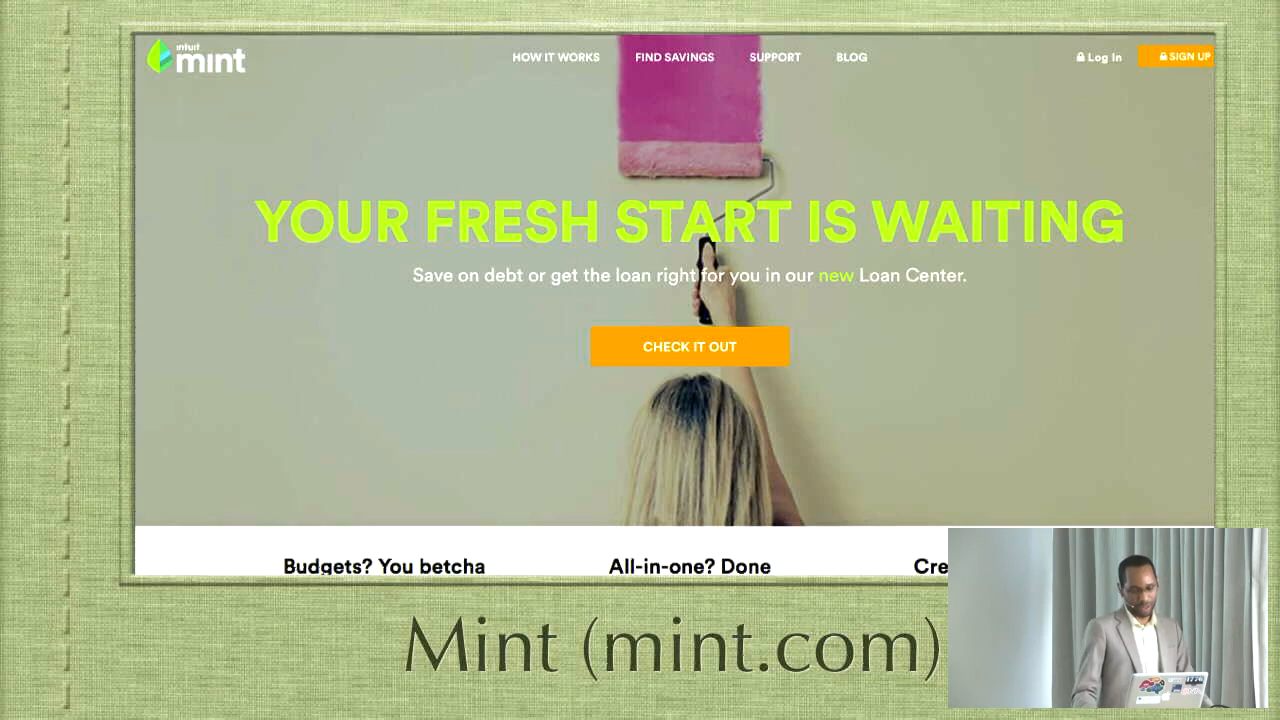 intuit
mint
HOW IT WORKS
FIND SAVINGS
SUPPORT
BLOG
Log In
SIGN UP
YOUR FRESH START IS WAITING
Save on debt or get the loan right for you in our new Loan Center.
CHECK IT OUT
Budgets? You betcha
All-in-one? Done
Cre
Mint (mint.com)